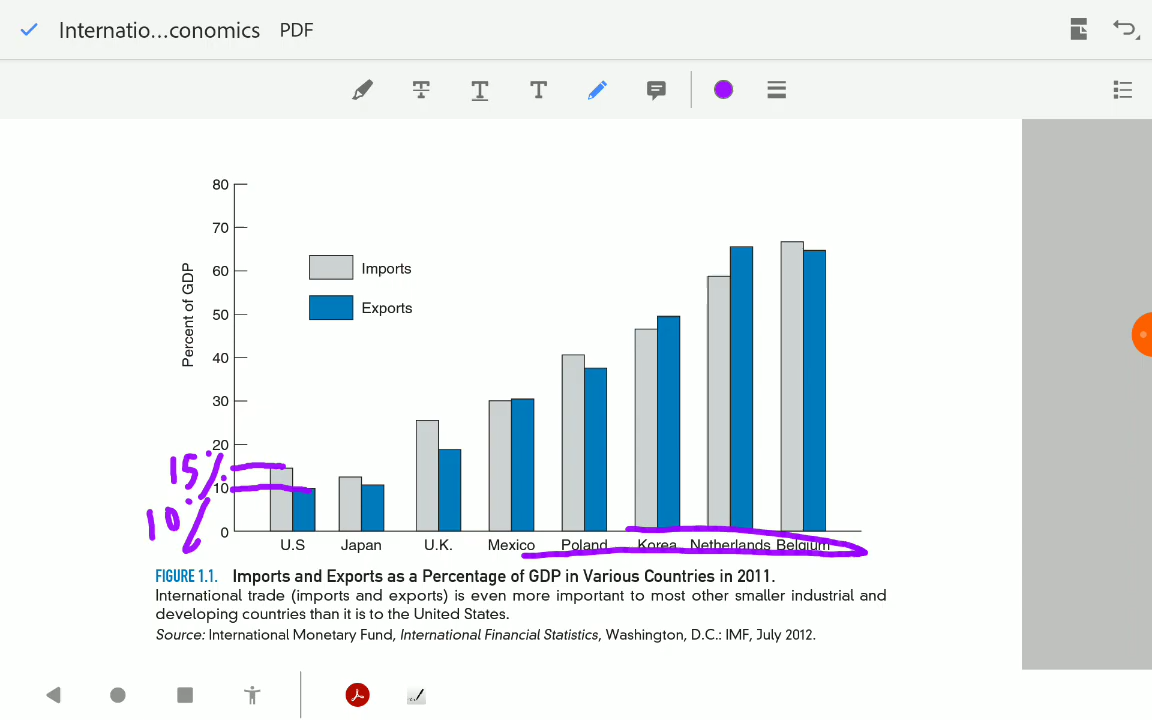 Internatio...conomics PDF
80
70
60
50
40
30
20
10
0
Percent of GDP
Imports
Exports
15%
10%
U.S Japan U.K. Mexico Poland Korea Netherlands Belgium
FIGURE 1.1. Imports and Exports as a Percentage of GDP in Various Countries in 2011.
International trade (imports and exports) is even more important to most other smaller industrial and
developing countries than it is to the United States.
Source: International Monetary Fund, International Financial Statistics, Washington, D.C.: IMF, July 2012.